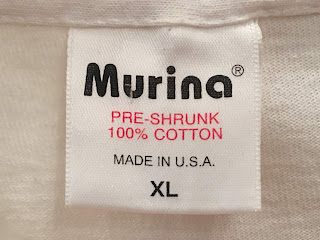 Murina®
PRE-SHRUNK
100% COTTON
MADE IN U.S.A.
XL